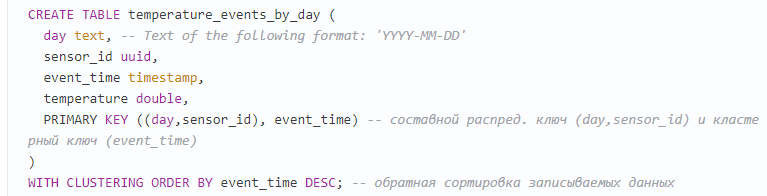 CREATE TABLE temperature_events_by_day (
day text, -- Text of the following format: 'YYYY-MM-DD'
sensor_id uuid,
event_time timestamp,
temperature double,
PRIMARY KEY ((day,sensor_id), event_time) -- составной распред. ключ (day,sensor_id) и класте
рный ключ (event_time)
)
WITH CLUSTERING ORDER BY event_time DESC; -- обратная сортировка записываемых данных